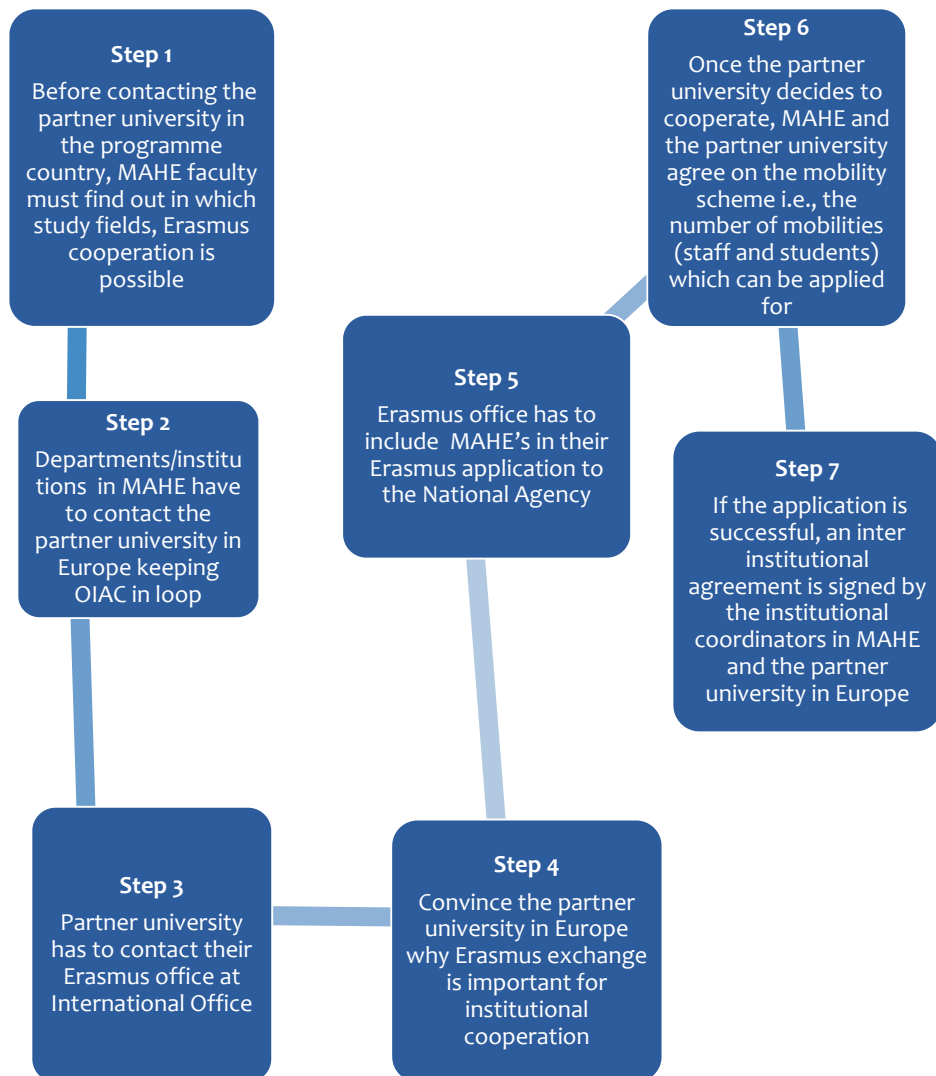 Step 1
Before contacting the
partner university in
the programme
country, MAHE faculty
must find out in which
study fields, Erasmus
cooperation is
possible
Step 2
Departments/institu
tions in MAHE have
to contact the
partner university in
Europe keeping
OIAC in loop
Step 3
Partner university
has to contact their
Erasmus office at
International Office
Step 4
Convince the partner
university in Europe
why Erasmus exchange
is important for
institutional
cooperation
Step 5
Erasmus office has to
include MAHE’s in their
Erasmus application to
the National Agency
Step 6
Once the partner
university decides to
cooperate, MAHE and
the partner university
agree on the mobility
scheme i.e., the
number of mobilities
(staff and students)
which can be applied
for
Step 7
If the application is
successful, an inter
institutional
agreement is signed by
the institutional
coordinators in MAHE
and the partner
university in Europe